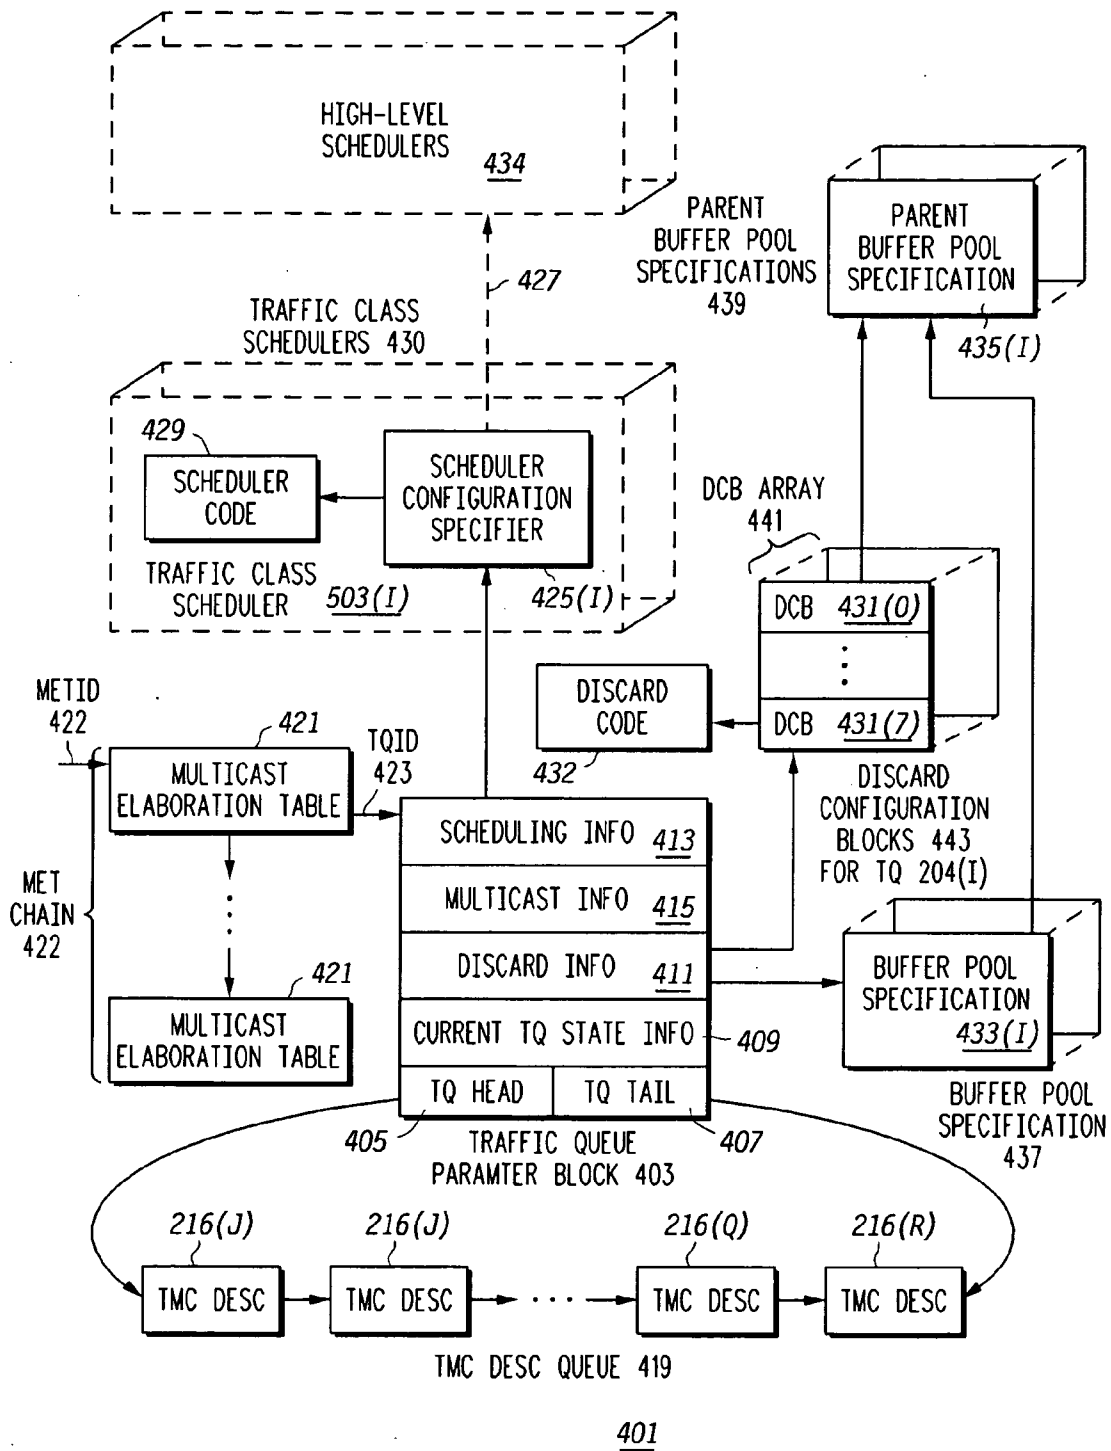 HIGH-LEVEL
SCHEDULERS
434
PARENT
BUFFER POOL
SPECIFICATIONS
439
PARENT
BUFFER POOL
SPECIFICATION
435(I)
427
TRAFFIC CLASS
SCHEDULERS 430
429
SCHEDULER
CODE
SCHEDULER
CONFIGURATION
SPECIFIER
TRAFFIC CLASS
SCHEDULER
503(I)
425(I)
DCB ARRAY
441
DCB 431(0)
DCB 431(7)
DISCARD
CODE
432
DISCARD
CONFIGURATION
BLOCKS 443
FOR TQ 204(I)
METID
422
421
MULTICAST
ELABORATION TABLE
TQID
423
MET
CHAIN
422
421
MULTICAST
ELABORATION TABLE
SCHEDULING INFO 413
MULTICAST INFO 415
DISCARD INFO 411
CURRENT TQ STATE INFO
409
TQ HEAD
TQ TAIL
405
407
TRAFFIC QUEUE
PARAMTER BLOCK 403
BUFFER POOL
SPECIFICATION
433(I)
BUFFER POOL
SPECIFICATION
437
216(J)
216(J)
216(Q)
216(R)
TMC DESC
TMC DESC
TMC DESC
TMC DESC
TMC DESC QUEUE 419
401